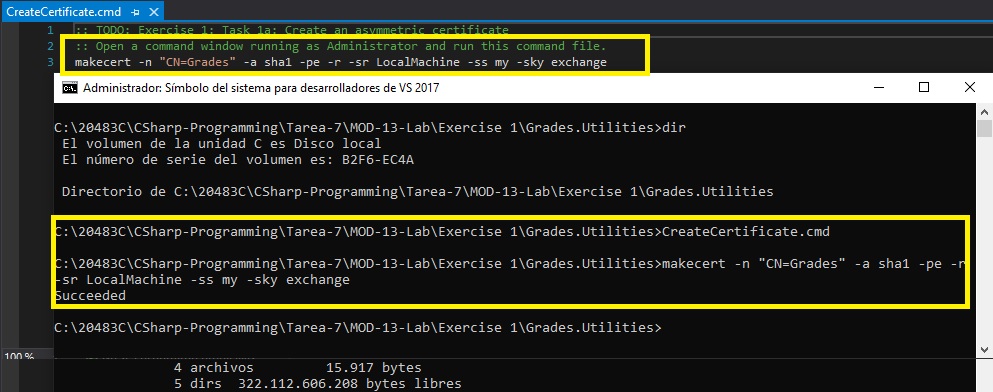 CreateCertificate.cmd
1 :: TODO: Exercise 1: Task 1a: Create an asymmetric certificate
2 :: Open a command window running as Administrator and run this command file.
3 makecert -n "CN=Grades" -a sha1 -pe -r -sr LocalMachine -ss my -sky exchange
Administrador: Símbolo del sistema para desarrolladores de VS 2017
C:\20483C\CSharp-Programming\Tarea-7\MOD-13-Lab\Exercise 1\Grades.Utilities>dir
El volumen de la unidad C es Disco local
El número de serie del volumen es: B2F6-EC4A
Directorio de C:\20483C\CSharp-Programming\Tarea-7\MOD-13-Lab\Exercise 1\Grades.Utilities
C:\20483C\CSharp-Programming\Tarea-7\MOD-13-Lab\Exercise 1\Grades.Utilities>CreateCertificate.cmd
C:\20483C\CSharp-Programming\Tarea-7\MOD-13-Lab\Exercise 1\Grades.Utilities>makecert -n "CN=Grades" -a sha1 -pe -r
-sr LocalMachine -ss my -sky exchange
Succeeded
C:\20483C\CSharp-Programming\Tarea-7\MOD-13-Lab\Exercise 1\Grades.Utilities>
100 %
4 archivos 15.917 bytes
5 dirs 322.112.606.208 bytes libres